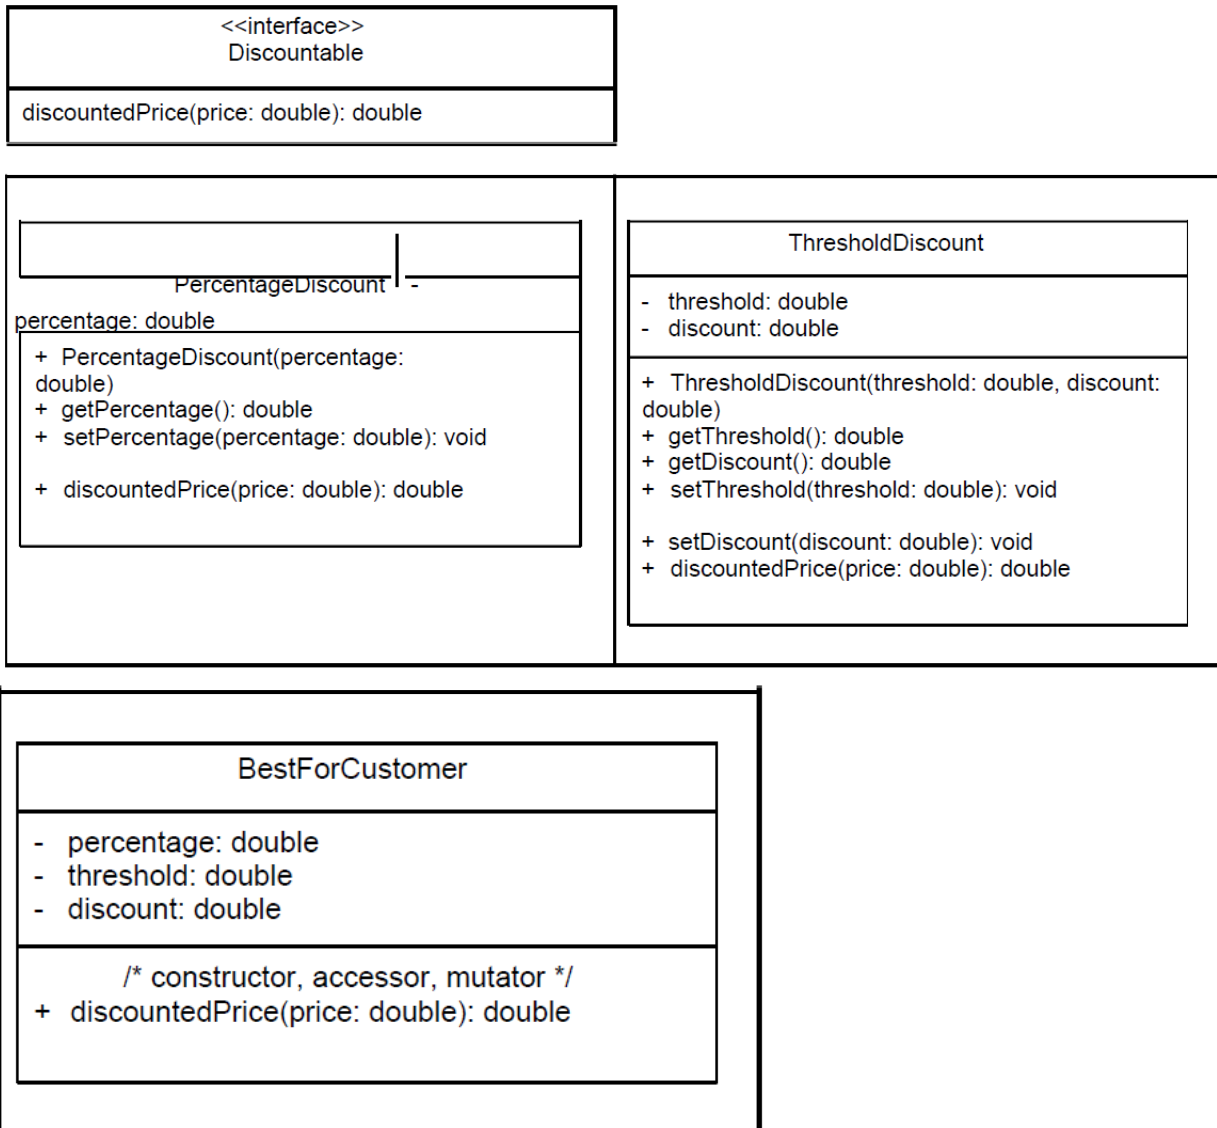 <<interface>>
Discountable
discountedPrice(price: double): double
PercentageDiscount -
percentage: double
+ PercentageDiscount(percentage:
double)
+ getPercentage(): double
+ setPercentage(percentage: double): void
+ discountedPrice(price: double): double
ThresholdDiscount
- threshold: double
- discount: double
+ ThresholdDiscount(threshold: double, discount:
double)
+ getThreshold(): double
+ getDiscount(): double
+ setThreshold(threshold: double): void
+ setDiscount(discount: double): void
+ discountedPrice(price: double): double
BestForCustomer
- percentage: double
- threshold: double
- discount: double
/* constructor, accessor, mutator */
+ discountedPrice(price: double): double